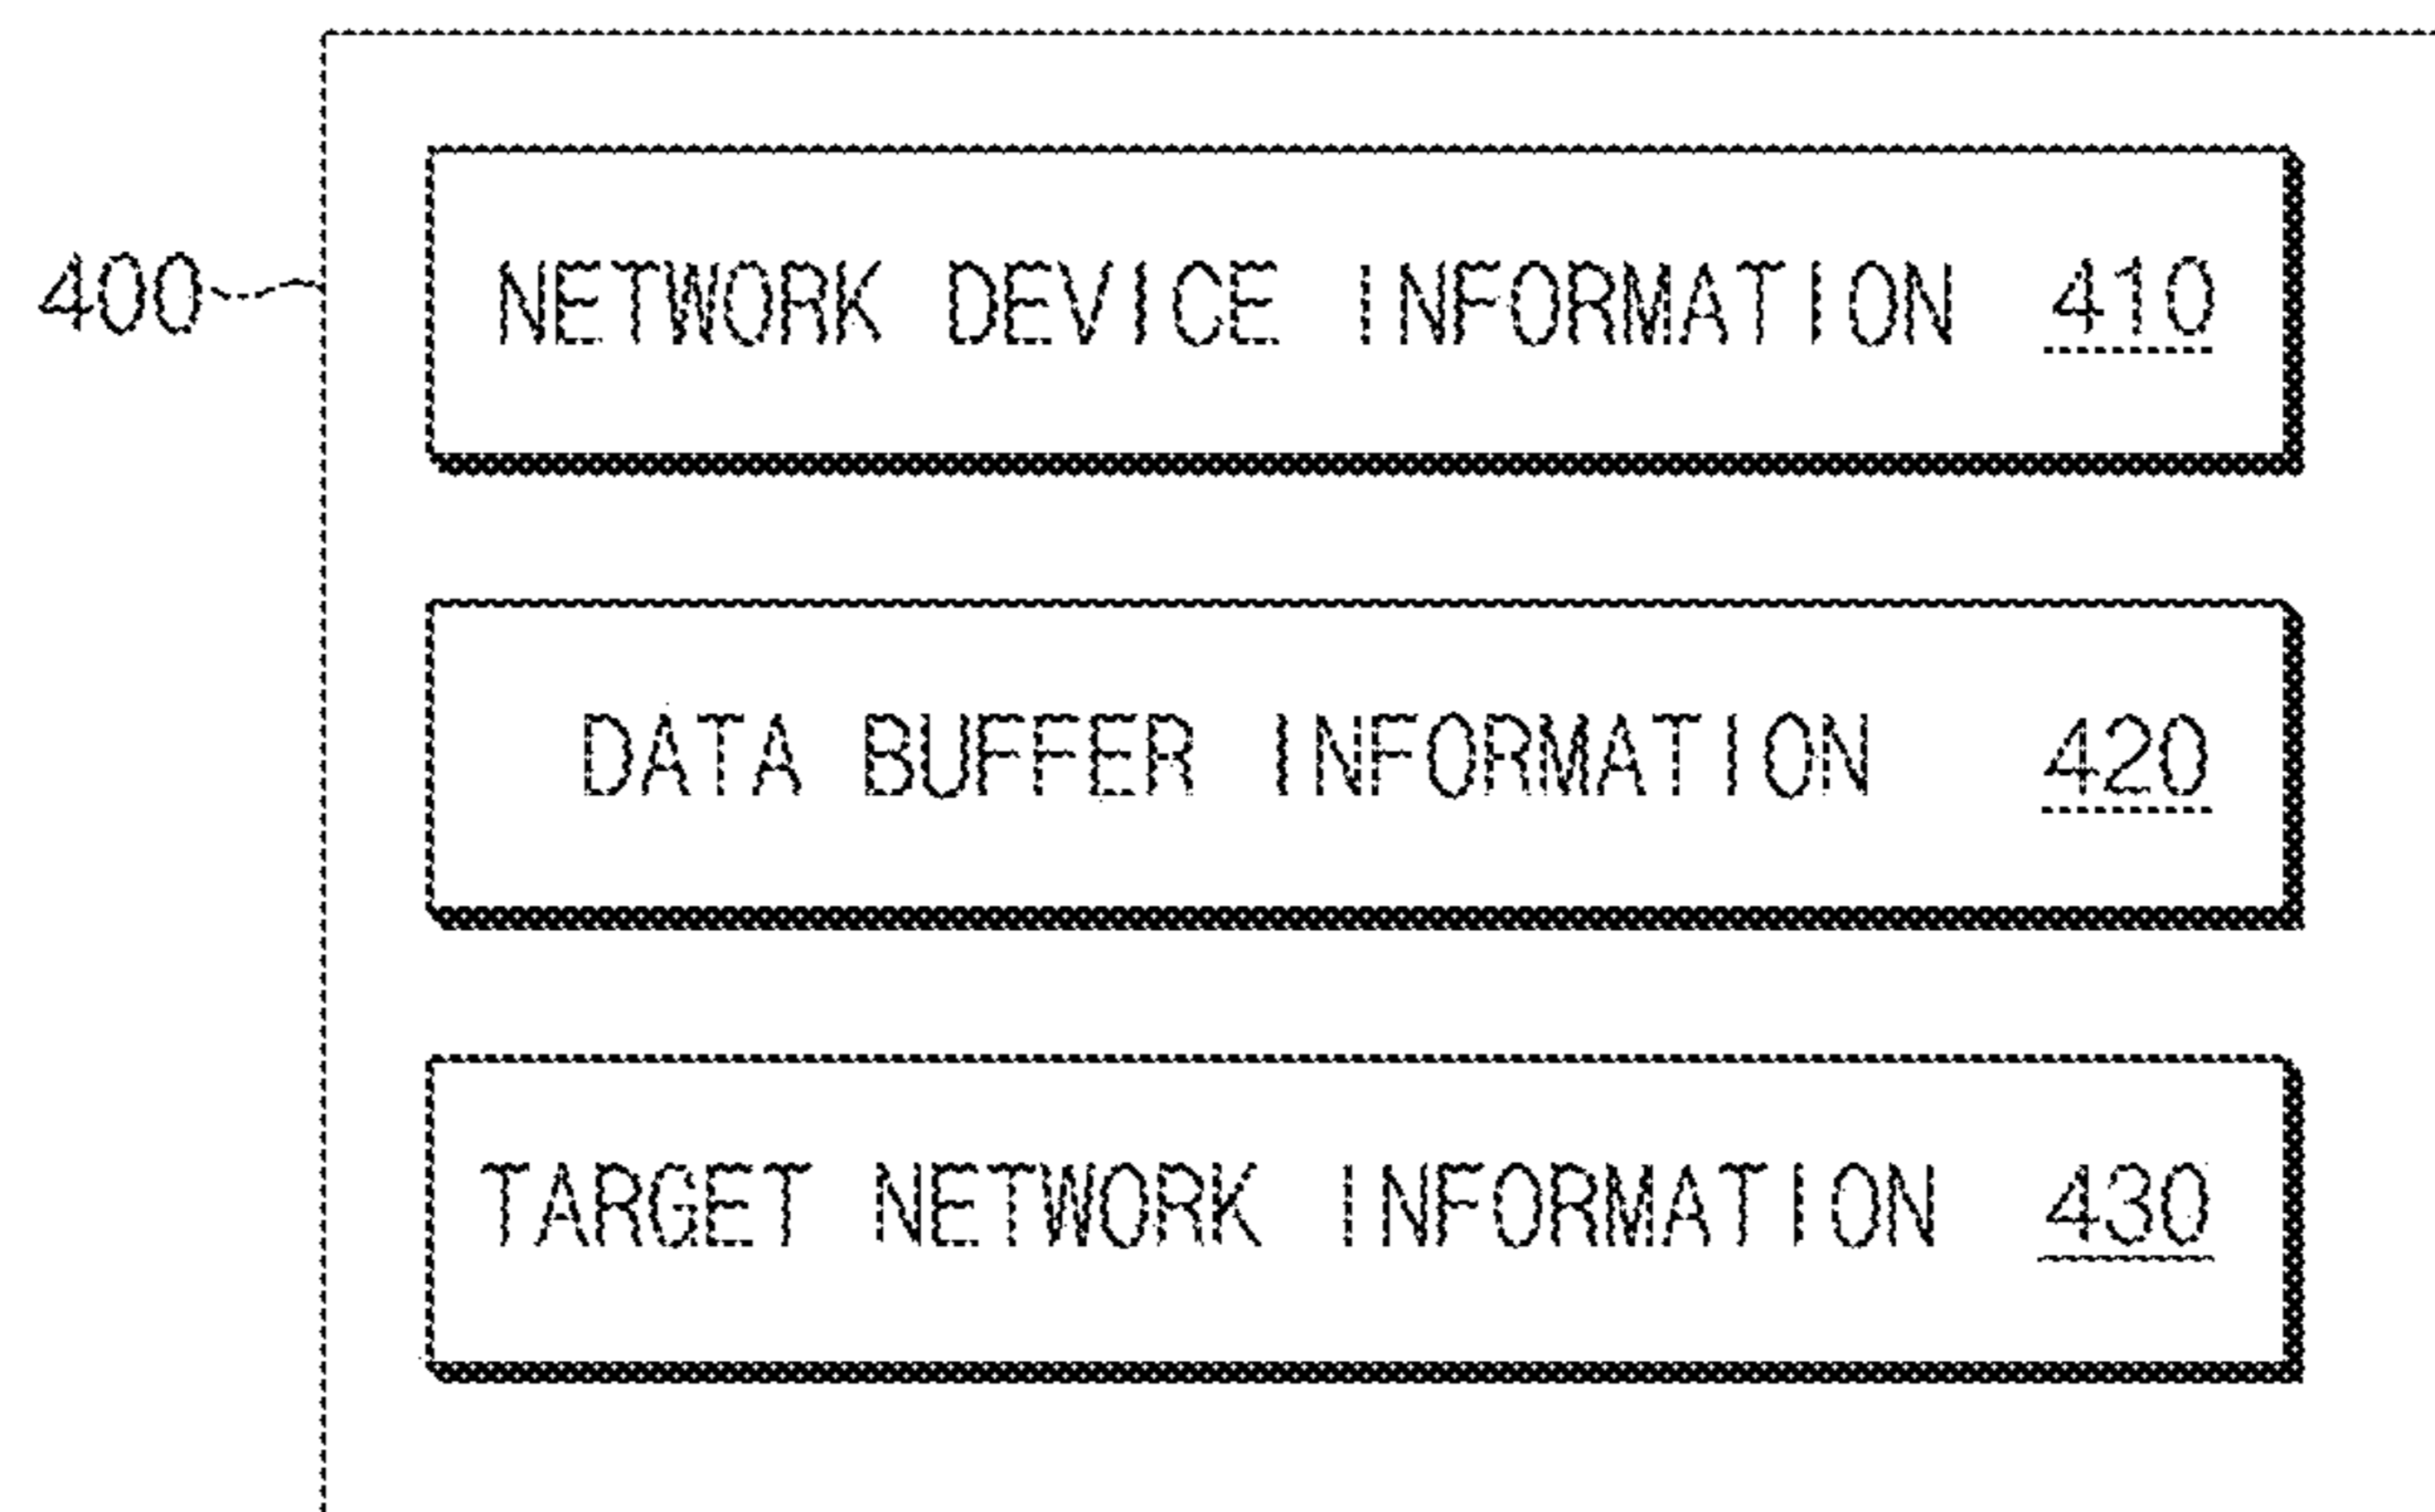 400
NETWORK DEVICE INFORMATION 410
DATA BUFFER INFORMATION 420
TARGET NETWORK INFORMATION 430